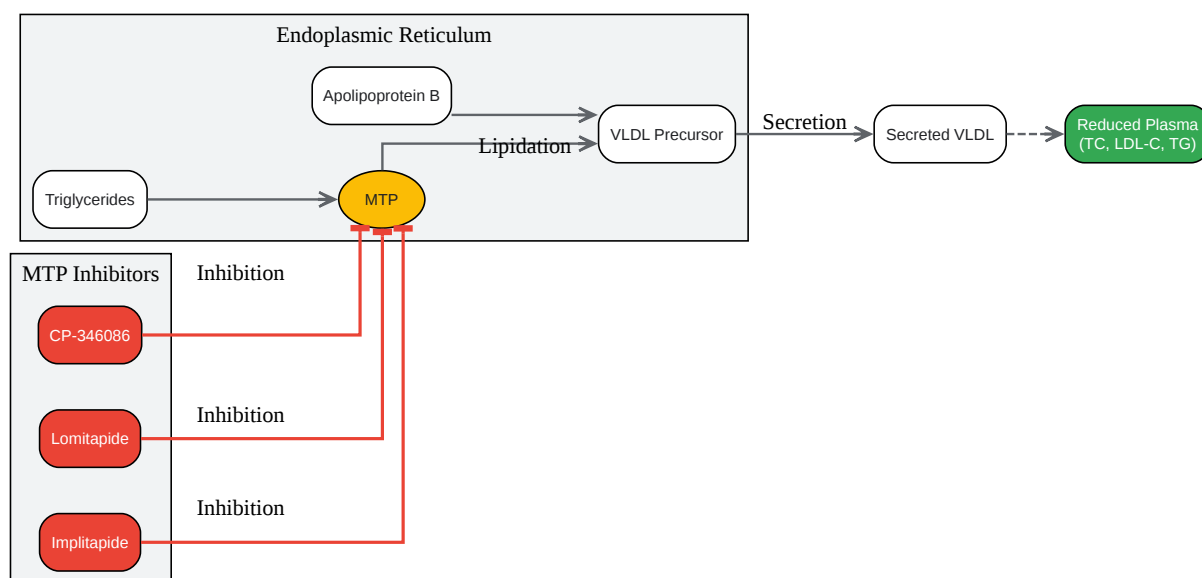 Endoplasmic Reticulum
Apolipoprotein B
VLDL Precursor
Secretion
Secreted VLDL
Reduced Plasma
(TC, LDL-C, TG)
Lipidation
Triglycerides
MTP
MTP Inhibitors
Inhibition
CP-346086
Inhibition
Lomitapide
Inhibition
Implitapide